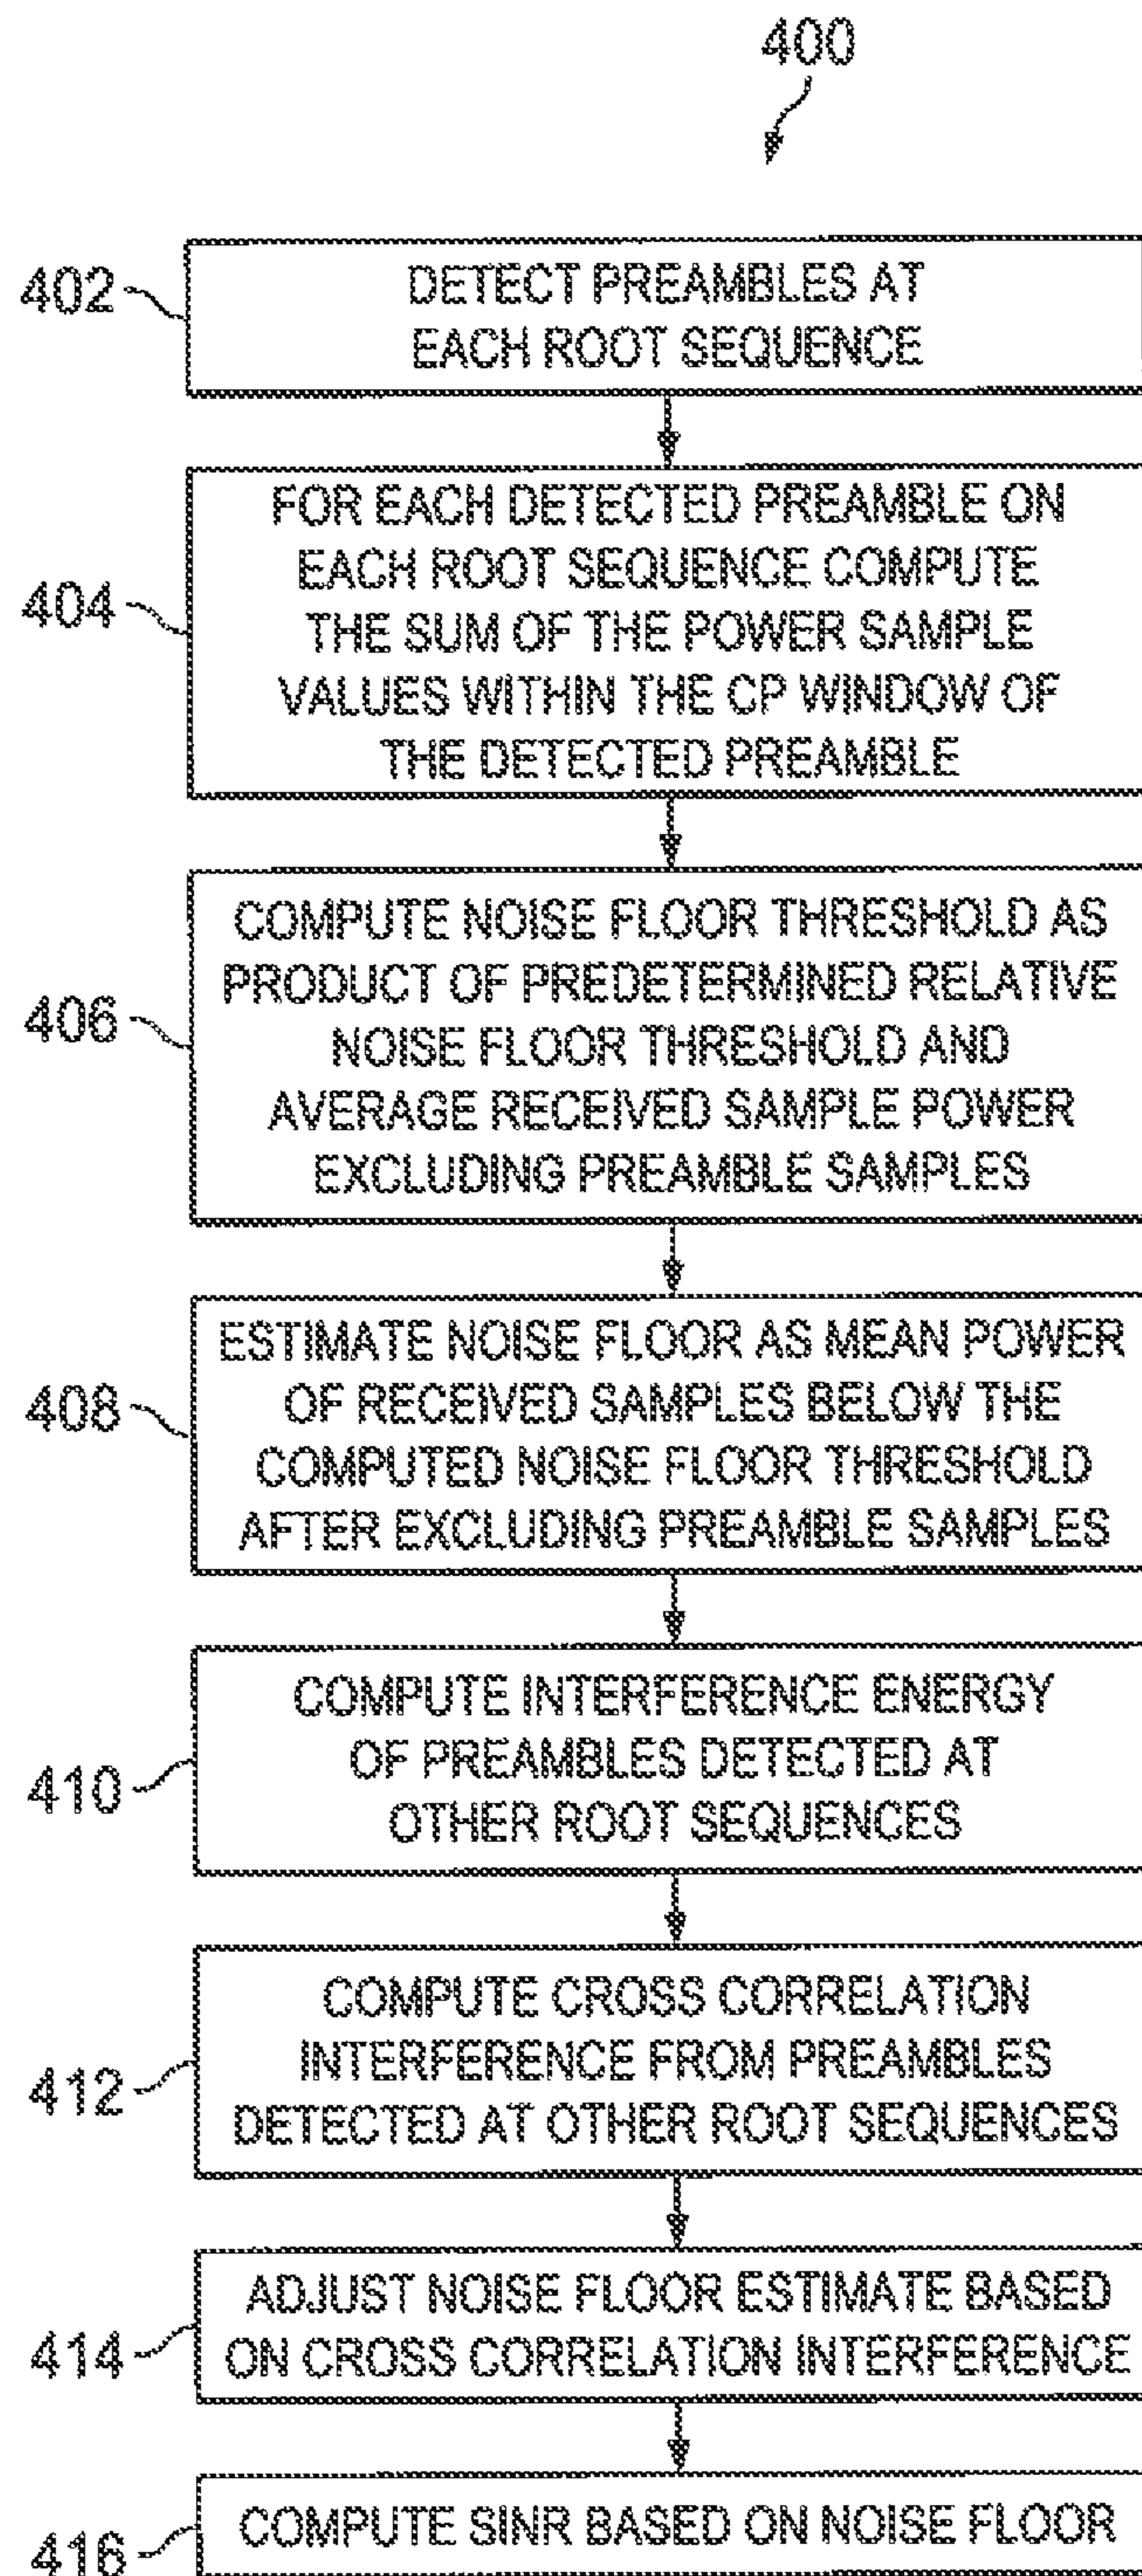 400
402
DETECT PREAMBLES AT
EACH ROOT SEQUENCE
404
FOR EACH DETECTED PREAMBLE ON
EACH ROOT SEQUENCE COMPUTE
THE SUM OF THE POWER SAMPLE
VALUES WITHIN THE CP WINDOW OF
THE DETECTED PREAMBLE
406
COMPUTE NOISE FLOOR THRESHOLD AS
PRODUCT OF PREDETERMINED RELATIVE
NOISE FLOOR THRESHOLD AND
AVERAGE RECEIVED SAMPLE POWER
EXCLUDING PREAMBLE SAMPLES
408
ESTIMATE NOISE FLOOR AS MEAN POWER
OF RECEIVED SAMPLES BELOW THE
COMPUTED NOISE FLOOR THRESHOLD
AFTER EXCLUDING PREAMBLE SAMPLES
410
COMPUTE INTERFERENCE ENERGY
OF PREAMBLES DETECTED AT
OTHER ROOT SEQUENCES
412
COMPUTE CROSS CORRELATION
INTERFERENCE FROM PREAMBLES
DETECTED AT OTHER ROOT SEQUENCES
414
ADJUST NOISE FLOOR ESTIMATE BASED
ON CROSS CORRELATION INTERFERENCE
416
COMPUTE SINR BASED ON NOISE FLOOR